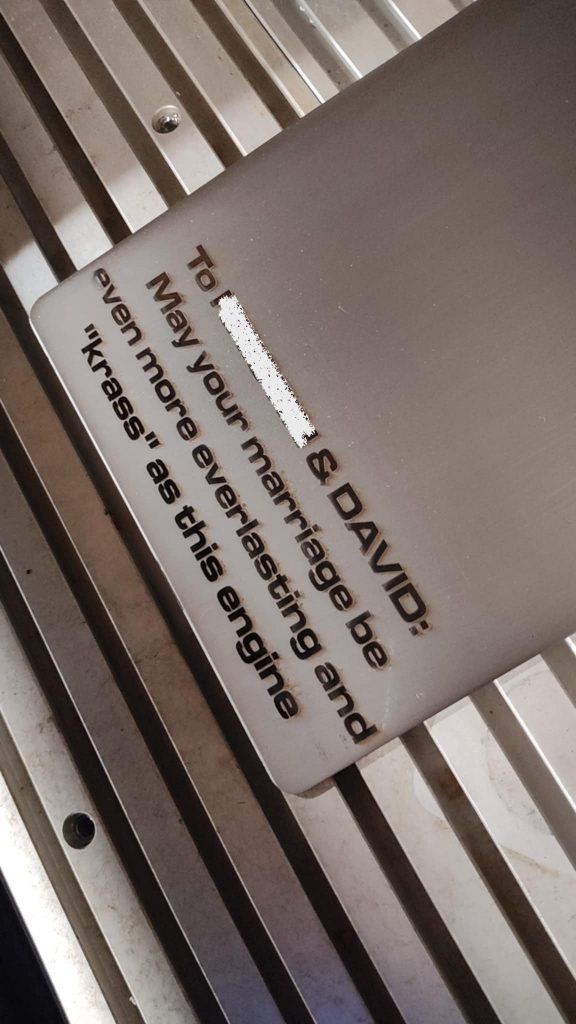 To & DAVID:
May your marriage be
even more everlasting and
"krass" as this engine